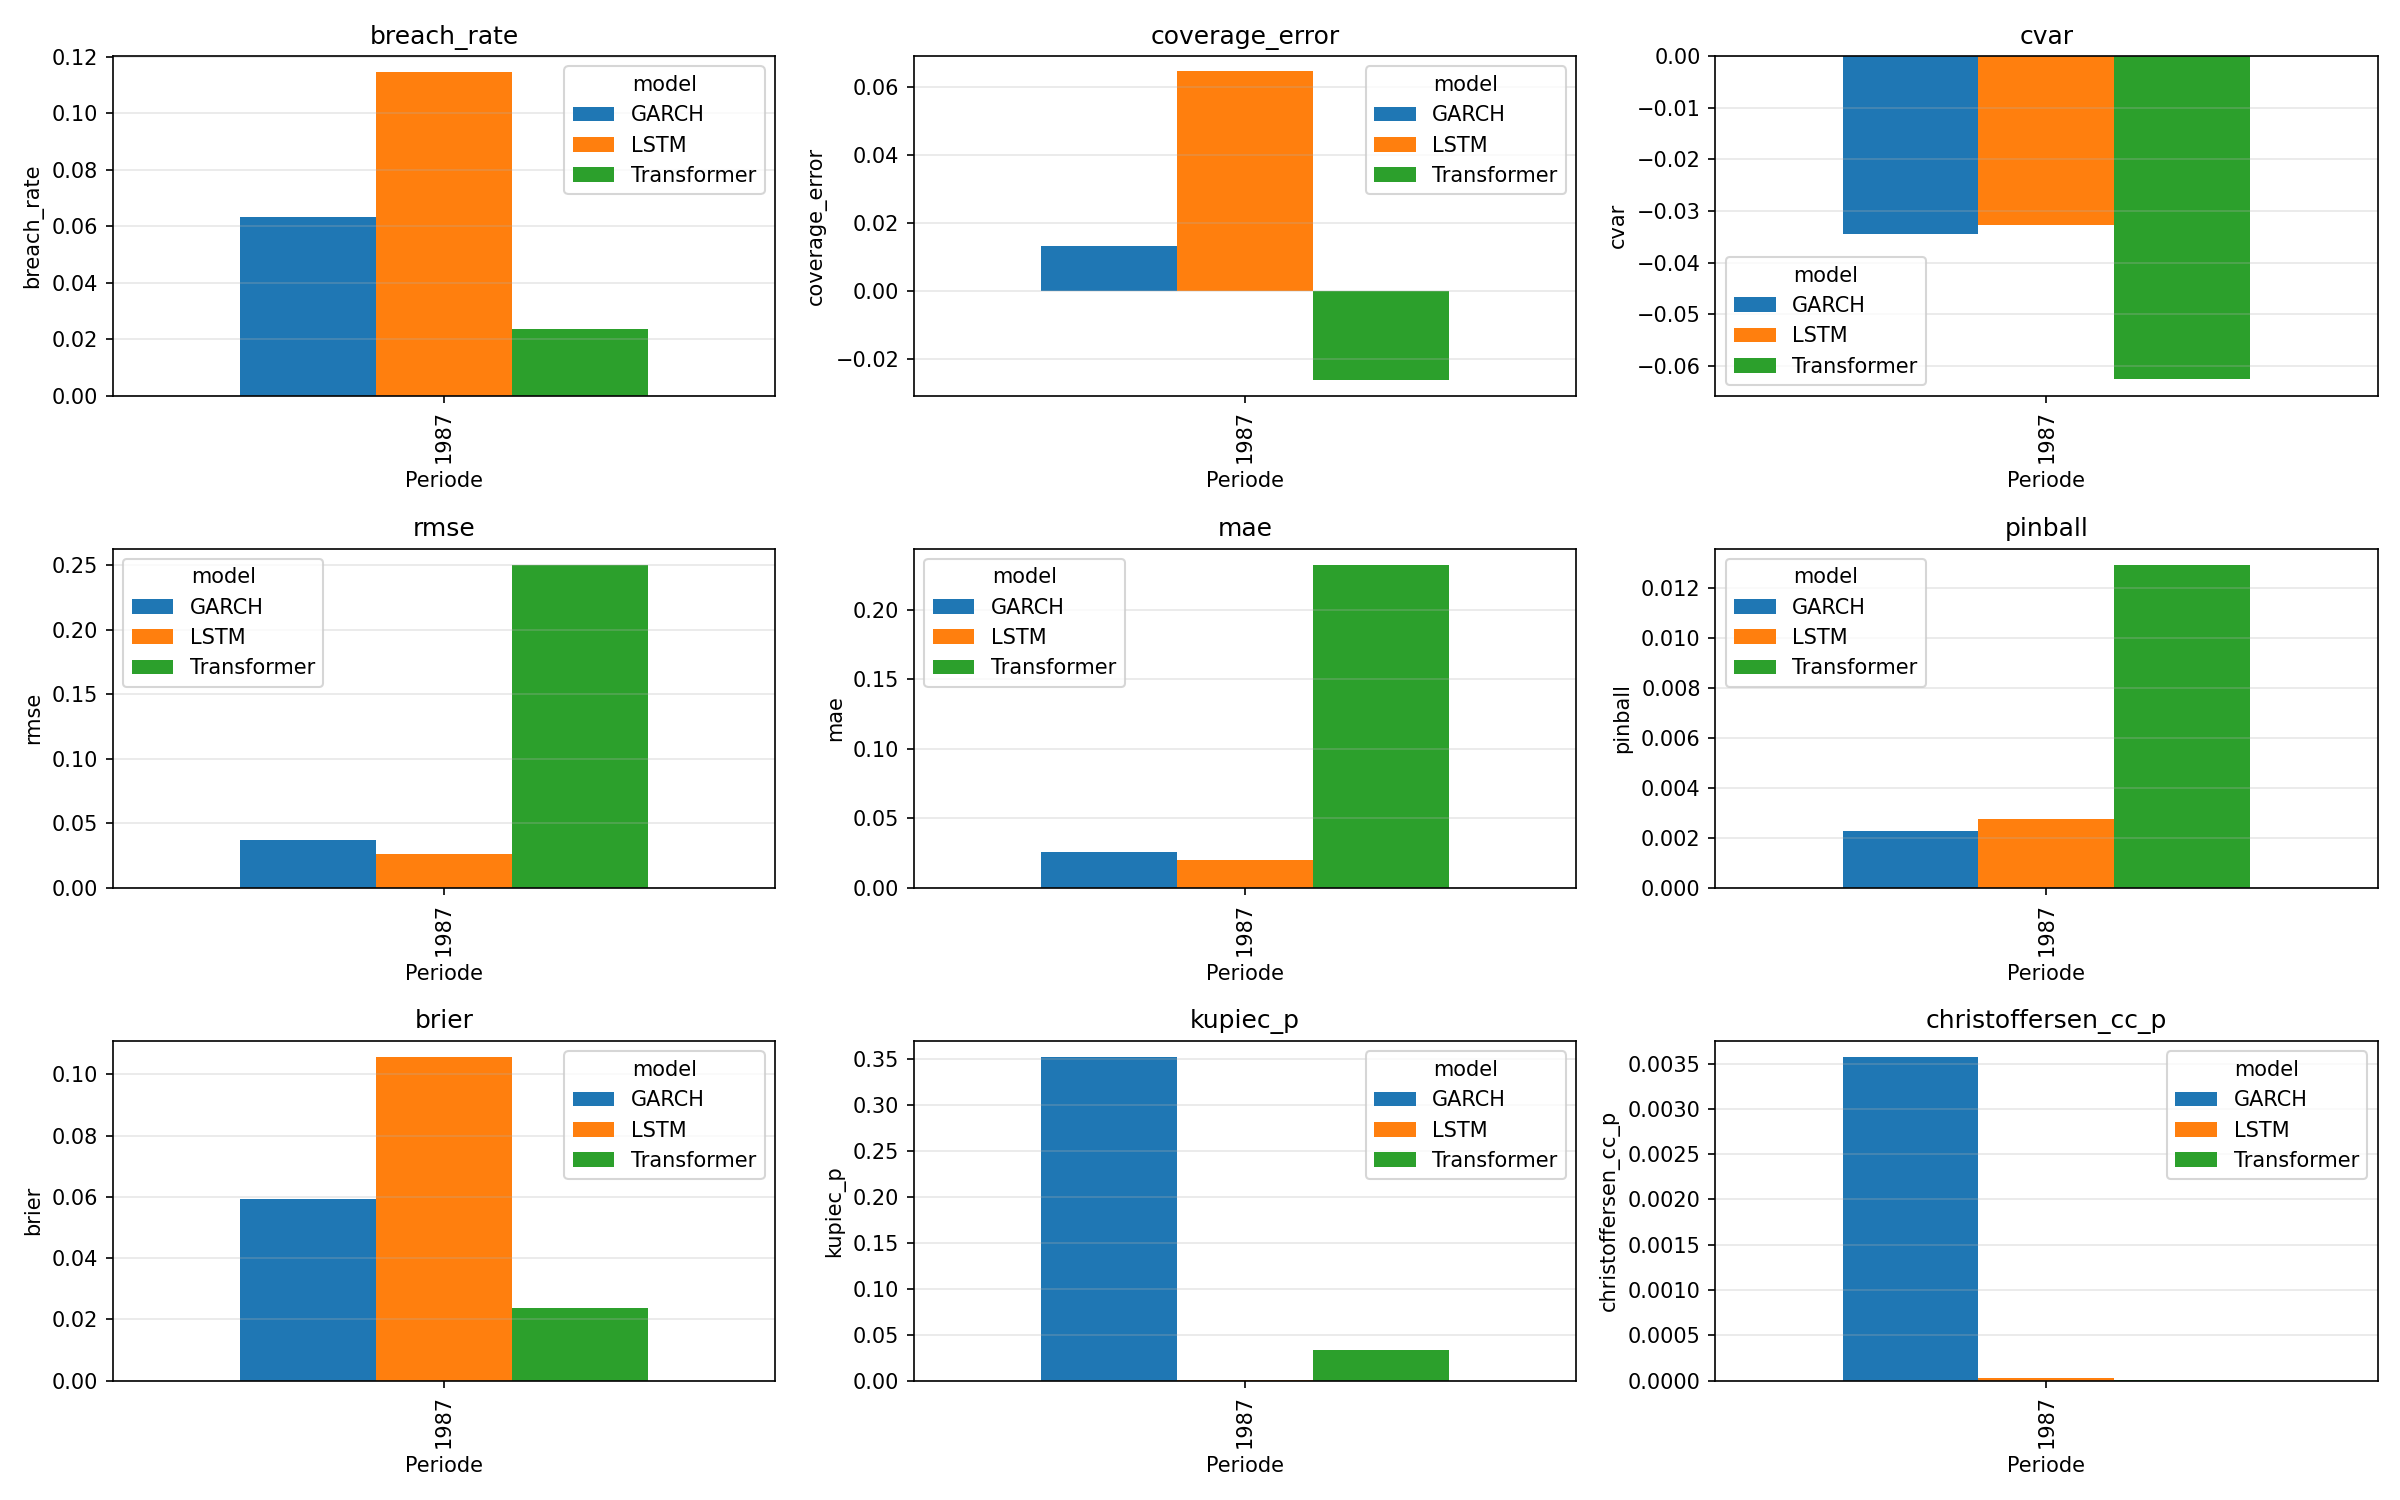 breach_rate
0.12
0.10
0.08
0.06
0.04
0.02
0.00
breach_rate
model
GARCH
LSTM
Transformer
1987
Periode
coverage_error
0.06
0.04
0.02
0.00
−0.02
coverage_error
model
GARCH
LSTM
Transformer
1987
Periode
cvar
0.00
−0.01
−0.02
−0.03
−0.04
−0.05
−0.06
cvar
model
GARCH
LSTM
Transformer
1987
Periode
rmse
0.25
0.20
0.15
0.10
0.05
0.00
rmse
model
GARCH
LSTM
Transformer
1987
Periode
mae
0.20
0.15
0.10
0.05
0.00
mae
model
GARCH
LSTM
Transformer
1987
Periode
pinball
0.012
0.010
0.008
0.006
0.004
0.002
0.000
pinball
model
GARCH
LSTM
Transformer
1987
Periode
brier
0.10
0.08
0.06
0.04
0.02
0.00
brier
model
GARCH
LSTM
Transformer
1987
Periode
kupiec_p
0.35
0.30
0.25
0.20
0.15
0.10
0.05
0.00
kupiec_p
model
GARCH
LSTM
Transformer
1987
Periode
christoffersen_cc_p
0.0035
0.0030
0.0025
0.0020
0.0015
0.0010
0.0005
0.0000
christoffersen_cc_p
model
GARCH
LSTM
Transformer
1987
Periode